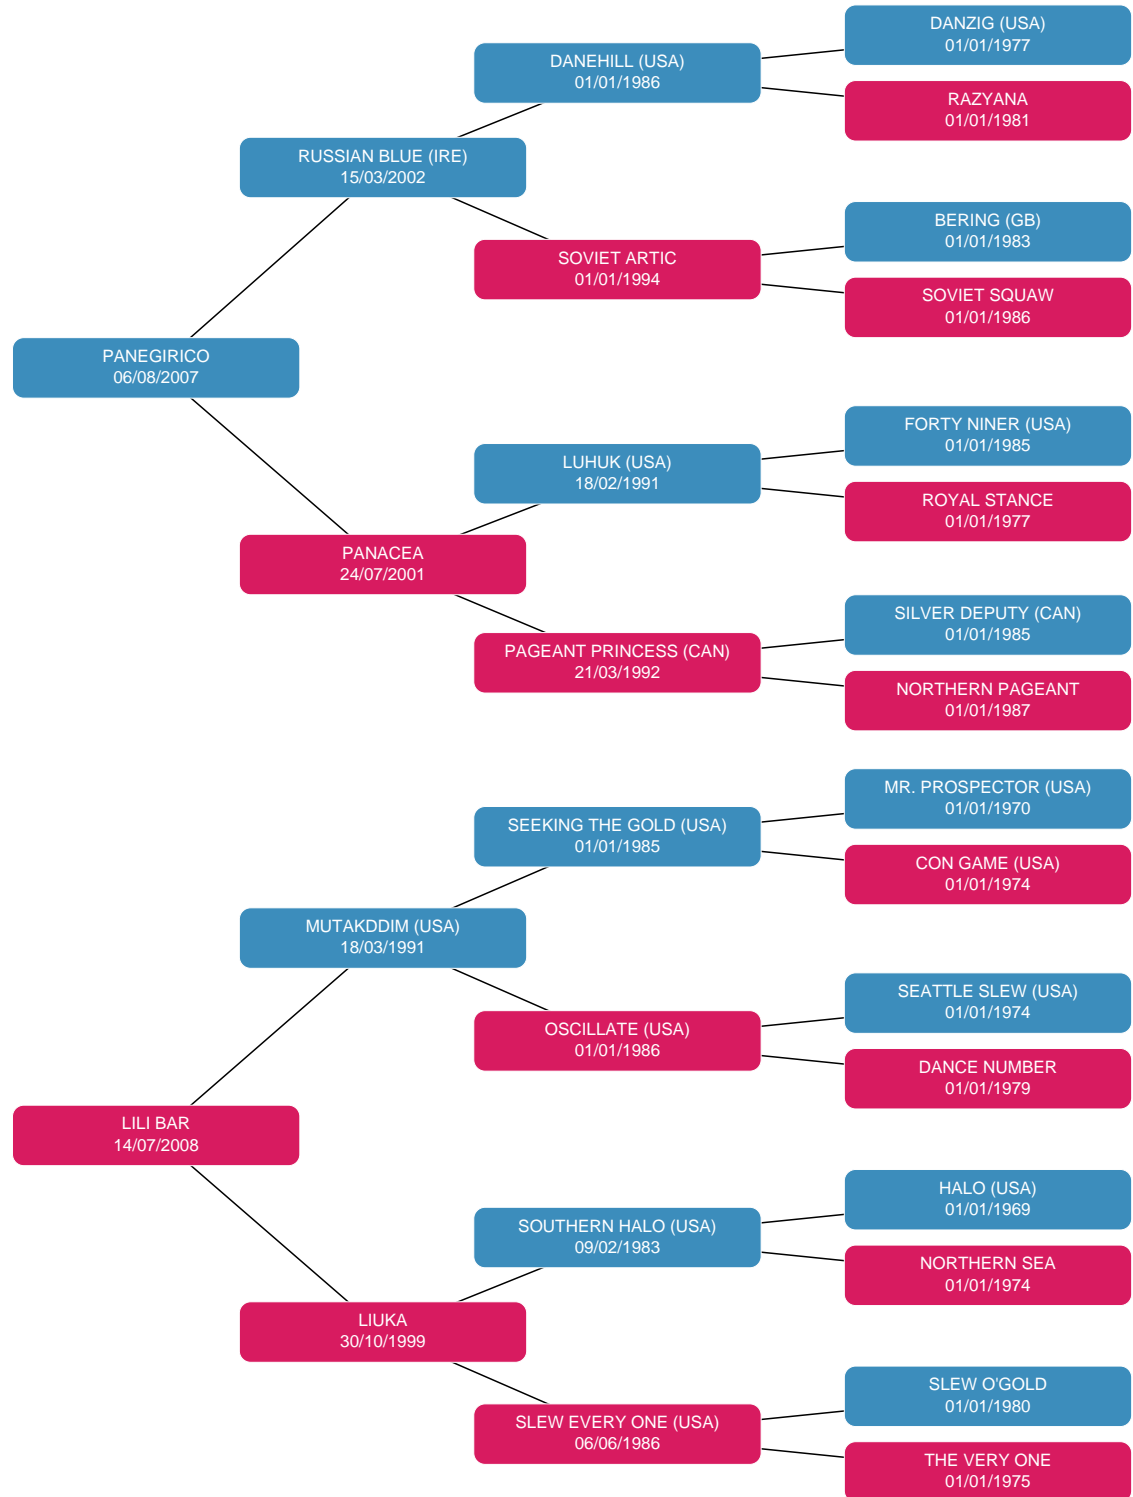 DANZIG (USA)
01/01/1977
DANEHILL (USA)
01/01/1986
RAZYANA
01/01/1981
RUSSIAN BLUE (IRE)
15/03/2002
BERING (GB)
01/01/1983
SOVIET ARTIC
01/01/1994
SOVIET SQUAW
01/01/1986
PANEGIRICO
06/08/2007
FORTY NINER (USA)
01/01/1985
LUHUK (USA)
18/02/1991
ROYAL STANCE
01/01/1977
PANACEA
24/07/2001
SILVER DEPUTY (CAN)
01/01/1985
PAGEANT PRINCESS (CAN)
21/03/1992
NORTHERN PAGEANT
01/01/1987
MR. PROSPECTOR (USA)
01/01/1970
SEEKING THE GOLD (USA)
01/01/1985
CON GAME (USA)
01/01/1974
MUTAKDDIM (USA)
18/03/1991
SEATTLE SLEW (USA)
01/01/1974
OSCILLATE (USA)
01/01/1986
DANCE NUMBER
01/01/1979
LILI BAR
14/07/2008
HALO (USA)
01/01/1969
SOUTHERN HALO (USA)
09/02/1983
NORTHERN SEA
01/01/1974
LIUKA
30/10/1999
SLEW O'GOLD
01/01/1980
SLEW EVERY ONE (USA)
06/06/1986
THE VERY ONE
01/01/1975